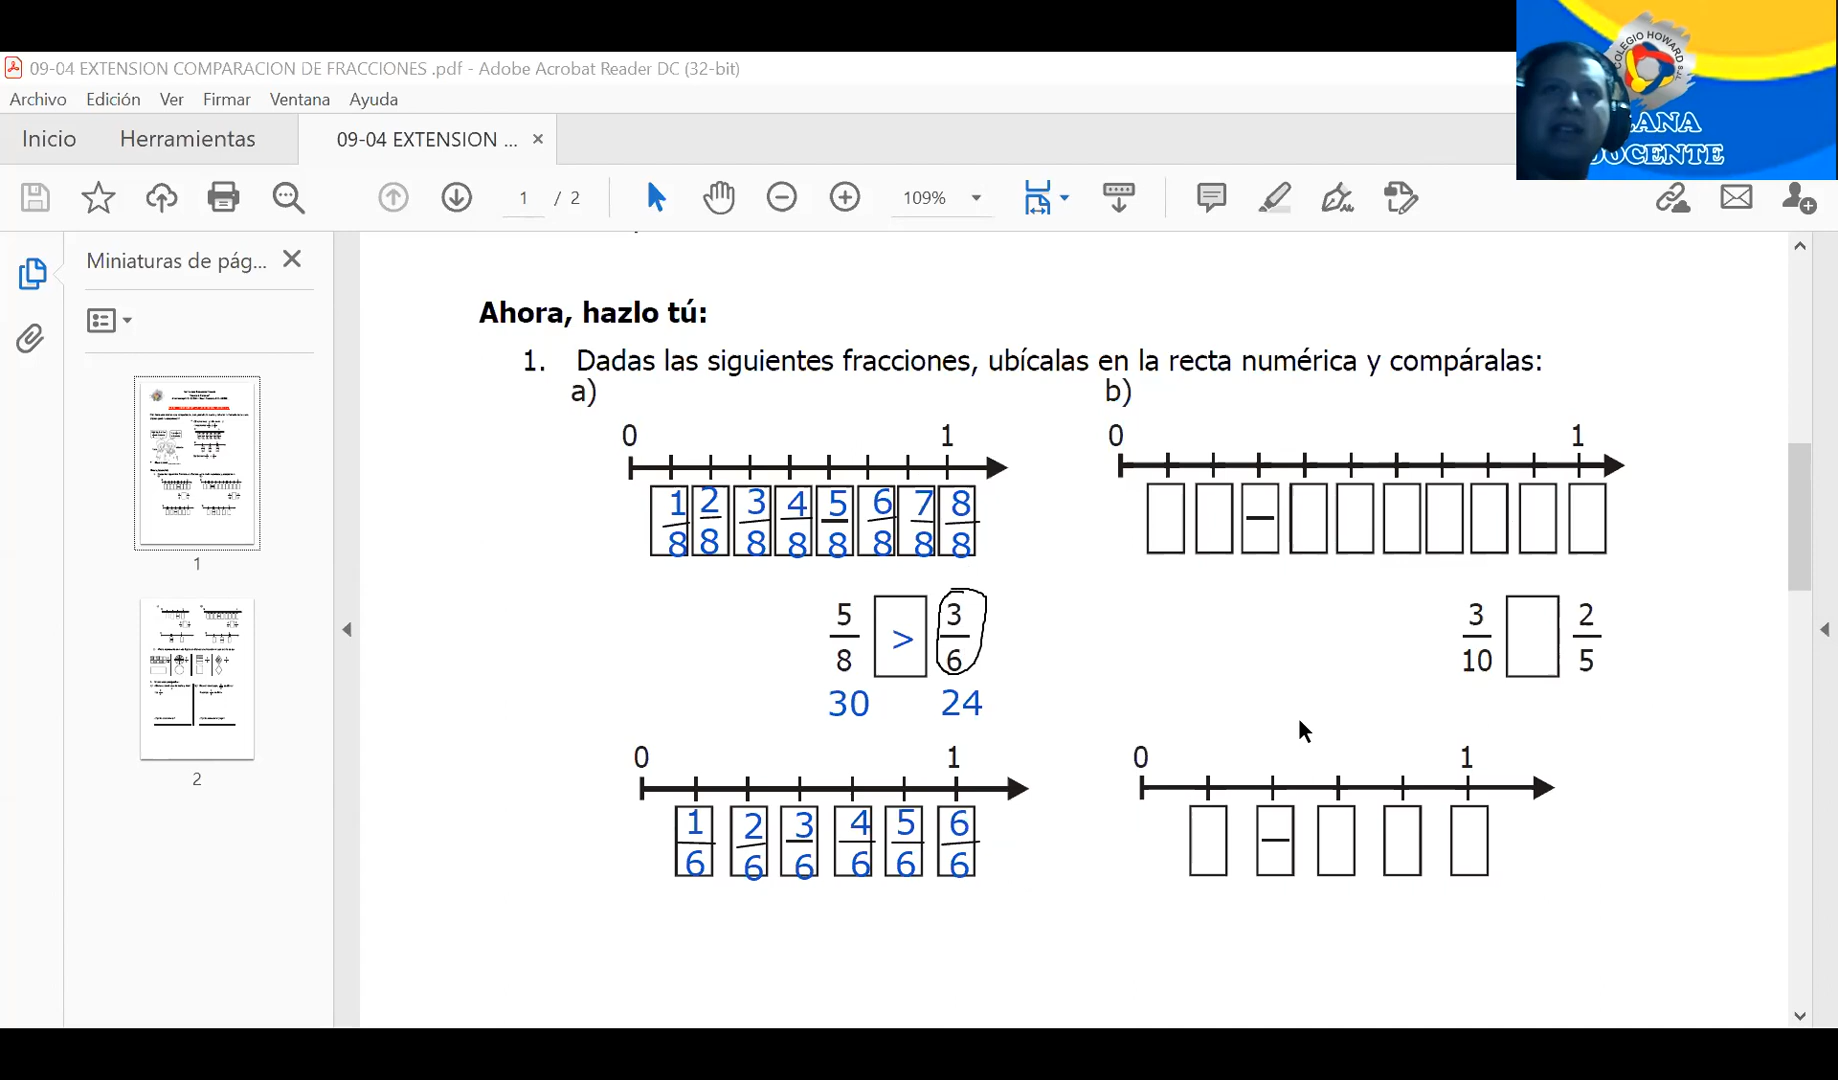 09-04 EXTENSION COMPARACION DE FRACCIONES .pdf - Adobe Acrobat Reader DC (32-bit)
Archivo Edición Ver Firmar Ventana Ayuda
Inicio Herramientas 09-04 EXTENSION ... ×
1 / 2 109%
COLEGIO HOWARD S.J.L.
DOCENTE
Miniaturas de pág...
1
2
Ahora, hazlo tú:
1. Dadas las siguientes fracciones, ubícalas en la recta numérica y compáralas:
a)
0 1
1/8 2/8 3/8 4/8 5/8 6/8 7/8 8/8
5/8 > 3/6
30 24
0 1
1/6 2/6 3/6 4/6 5/6 6/6
b)
0 1
3/10 2/5
0 1